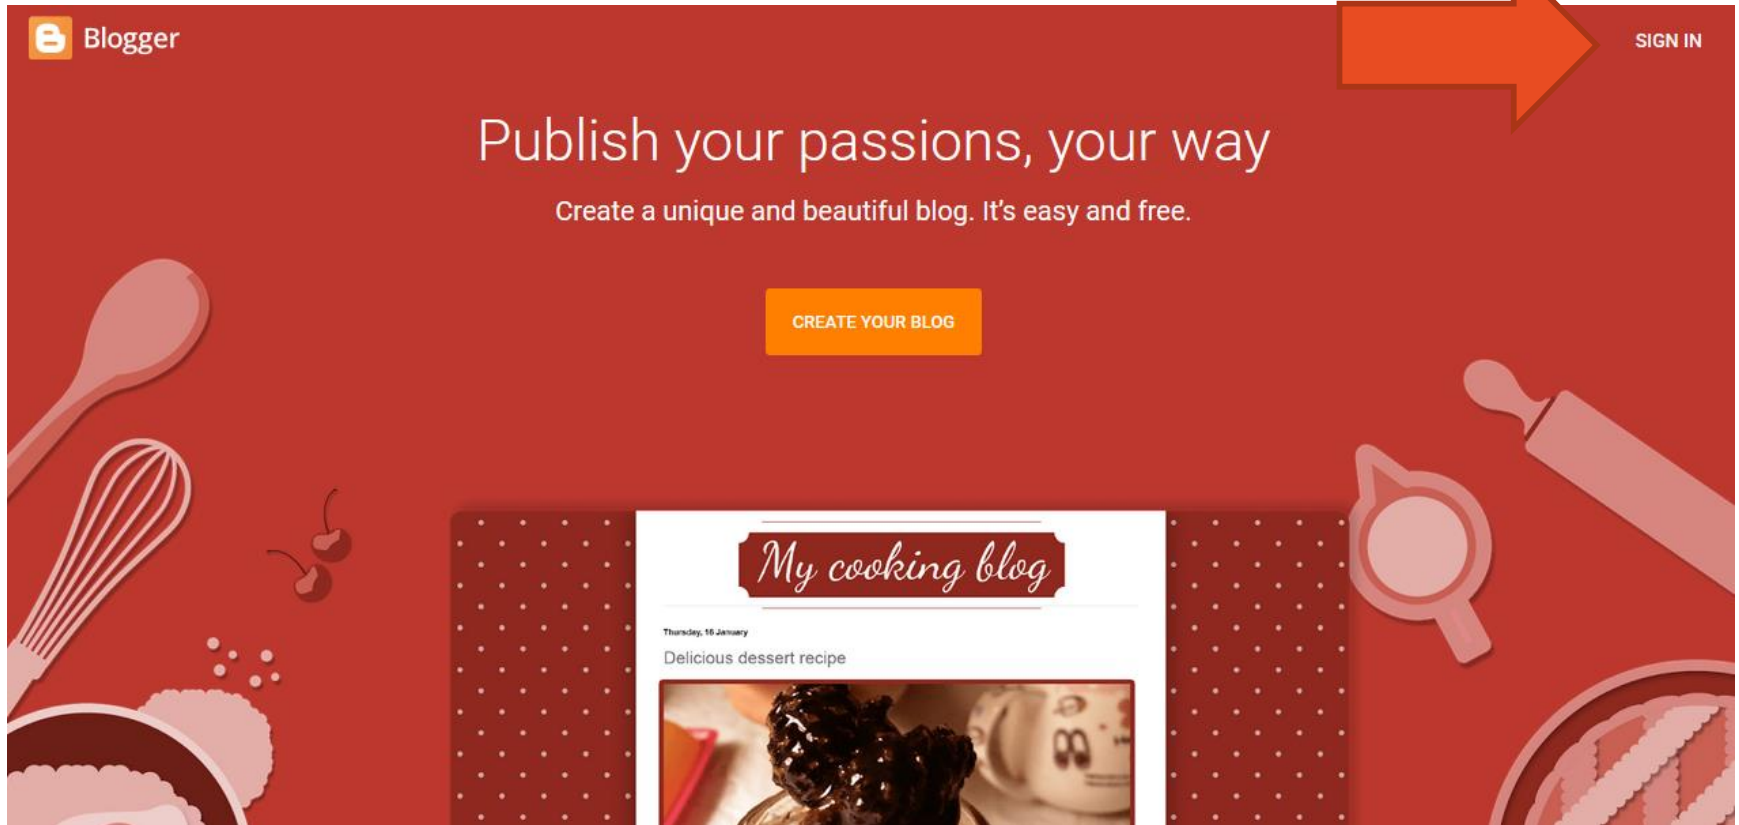 Blogger
SIGN IN
Publish your passions, your way
Create a unique and beautiful blog. It's easy and free.
CREATE YOUR BLOG
My cooking blog
Thursday, 16 January
Delicious dessert recipe